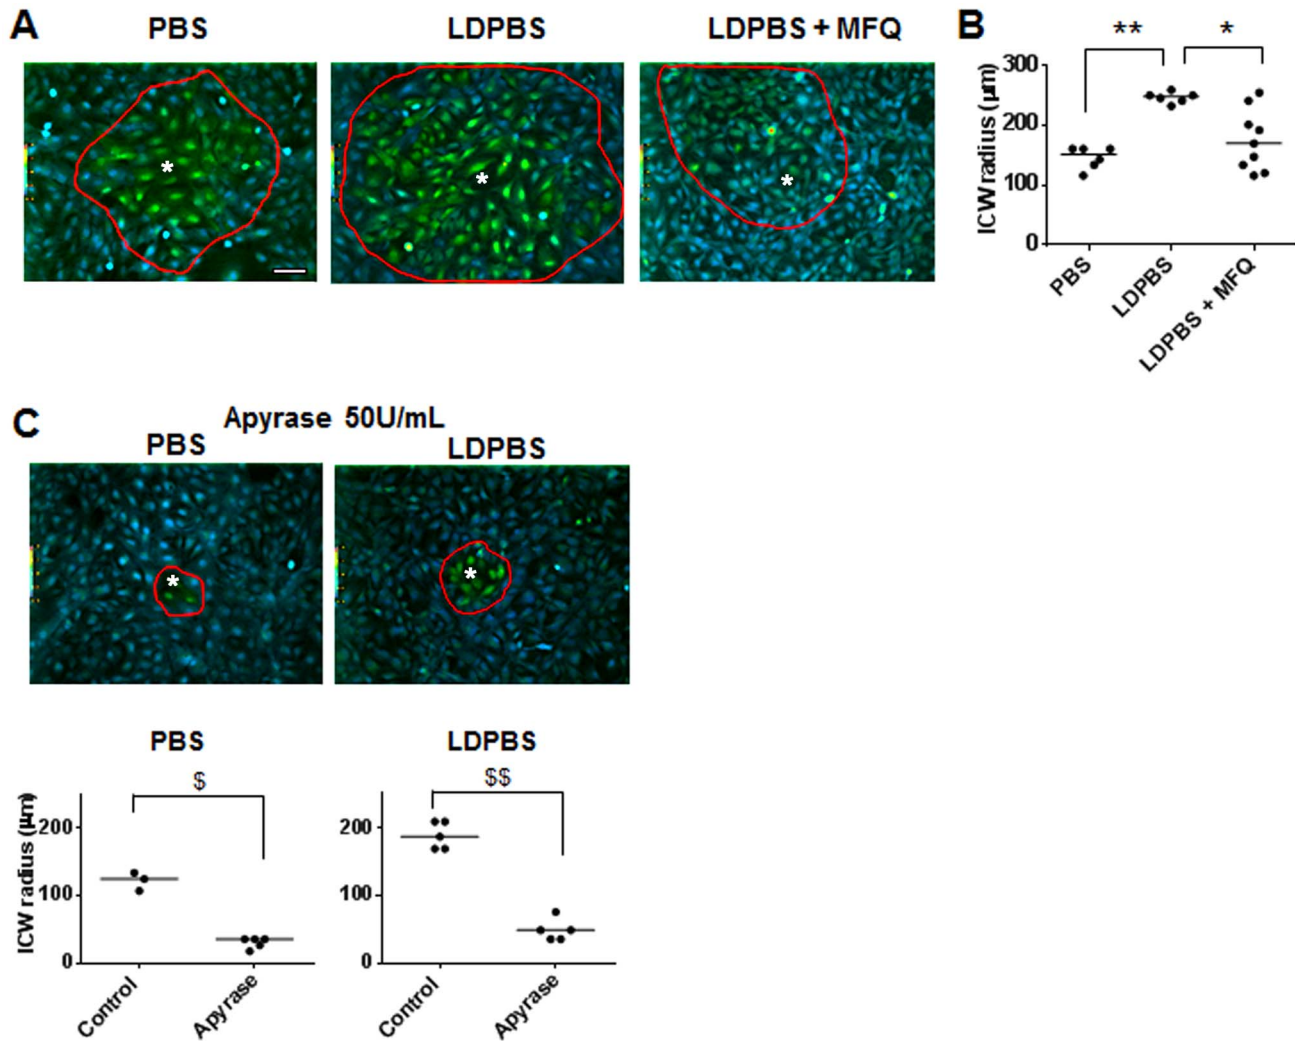 A
PBS
LDPBS
LDPBS + MFQ
*
*
*
B
**
*
ICW radius (µm)
300
200
100
0
PBS
LDPBS
LDPBS + MFQ
C
Apyrase 50U/mL
PBS
LDPBS
*
*
PBS
LDPBS
$
$$
ICW radius (µm)
200
100
0
Control
Apyrase
200
100
0
Control
Apyrase